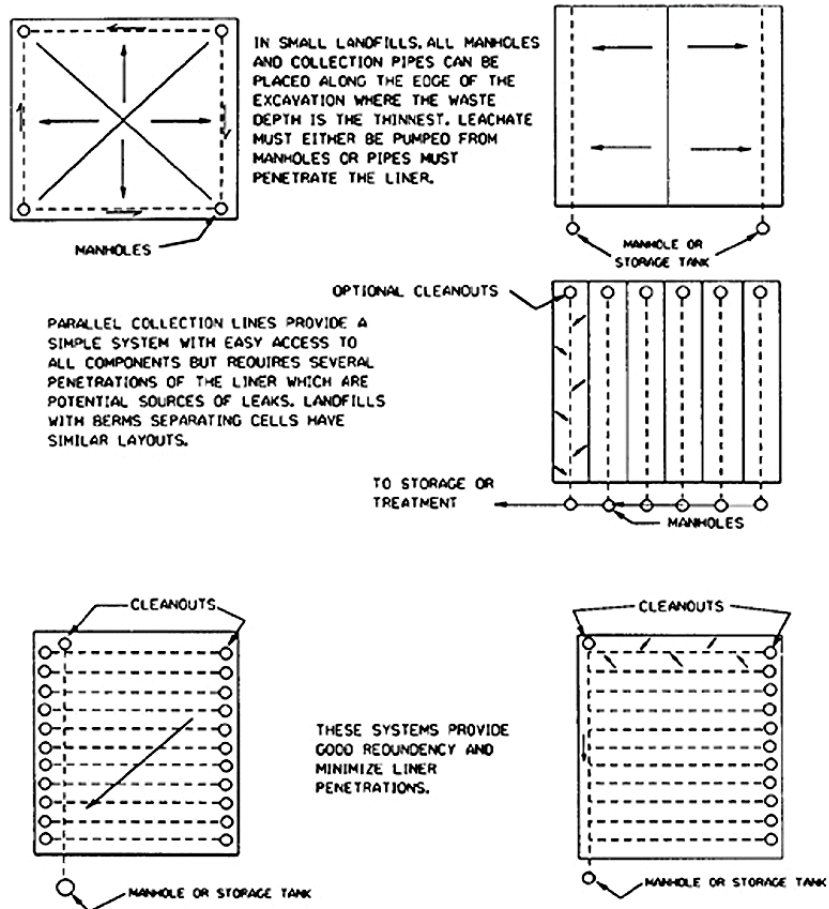 IN SMALL LANDFILLS, ALL MANHOLES
AND COLLECTION PIPES CAN BE
PLACED ALONG THE EDGE OF THE
EXCAVATION WHERE THE WASTE
DEPTH IS THE THINNEST. LEACHATE
MUST EITHER BE PUMPED FROM
MANHOLES OR PIPES MUST
PENETRATE THE LINER.
MANHOLES
MANHOLE OR
STORAGE TANK
OPTIONAL CLEANOUTS
PARALLEL COLLECTION LINES PROVIDE A
SIMPLE SYSTEM WITH EASY ACCESS TO
ALL COMPONENTS BUT REQUIRES SEVERAL
PENETRATIONS OF THE LINER WHICH ARE
POTENTIAL SOURCES OF LEAKS. LANDFILLS
WITH BERMS SEPARATING CELLS HAVE
SIMILAR LAYOUTS.
TO STORAGE OR
TREATMENT
MANHOLES
CLEANOUTS
CLEANOUTS
THESE SYSTEMS PROVIDE
GOOD REDUNDENCY AND
MINIMIZE LINER
PENETRATIONS.
MANHOLE OR STORAGE TANK
MANHOLE OR STORAGE TANK